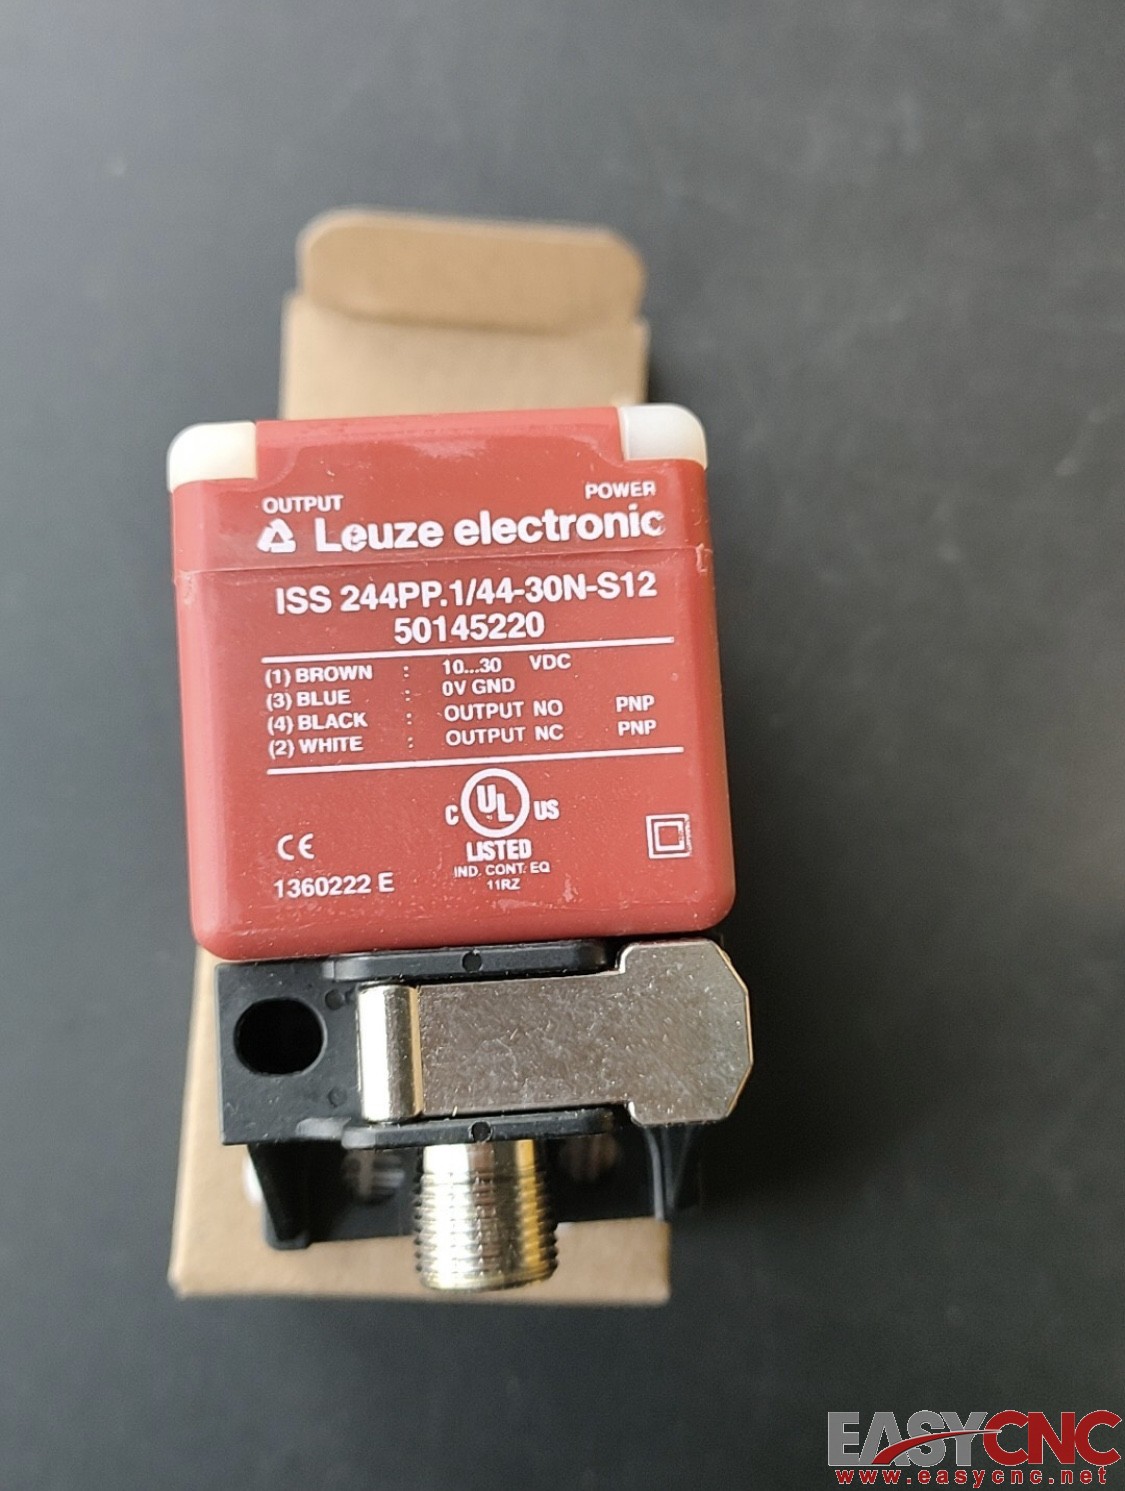 OUTPUT POWER
Leuze electronic
ISS 244PP.1/44-30N-S12
50145220
(1) BROWN : 10...30 VDC
(3) BLUE : 0V GND
(4) BLACK : OUTPUT NO PNP
(2) WHITE : OUTPUT NC PNP
C UL US
LISTED
CE
IND. CONT. EQ
1360222 E
11RZ
EASYCNC
www.easycnc.net